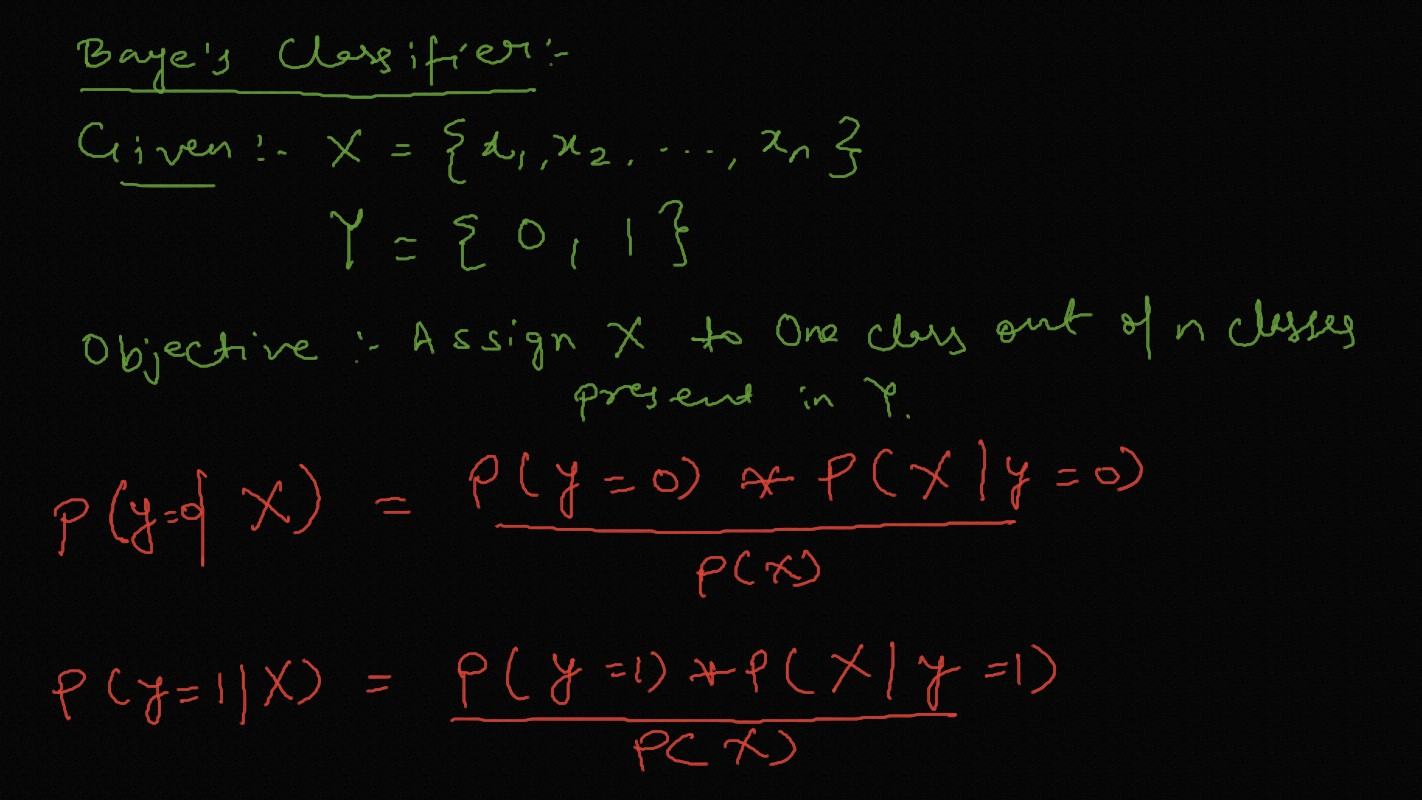 Baye's Classifier :-
Given :- X = {x₁, x₂, ..., xₙ}
Y = {0, 1}
Objective :- Assign X to One class out of n classes
present in Y.
P(y=0|X) = P(y=0) * P(X|y=0)
P(X)
P(y=1|X) = P(y=1) * P(X|y=1)
P(X)